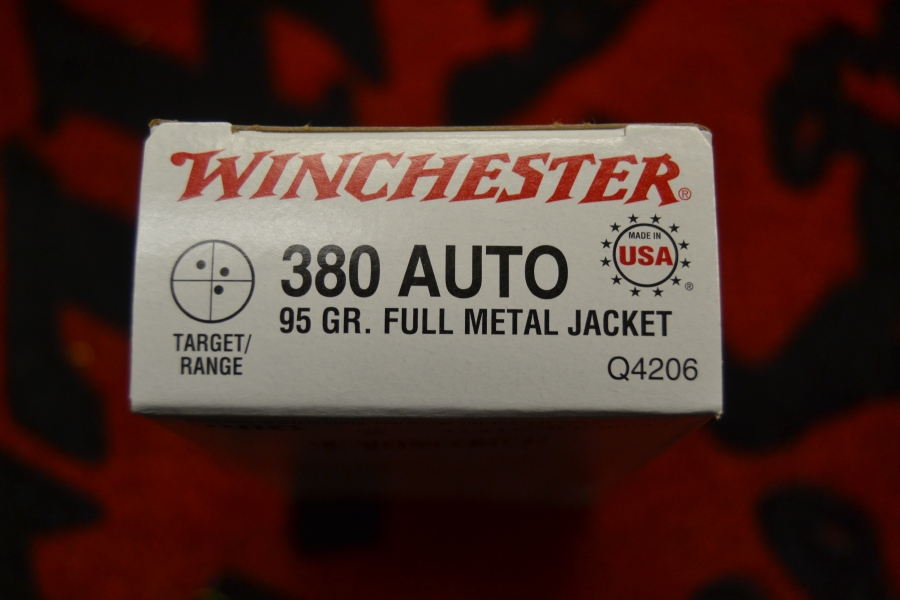 WINCHESTER®
MADE IN
USA
®
380 AUTO
95 GR. FULL METAL JACKET
TARGET/
RANGE
Q4206